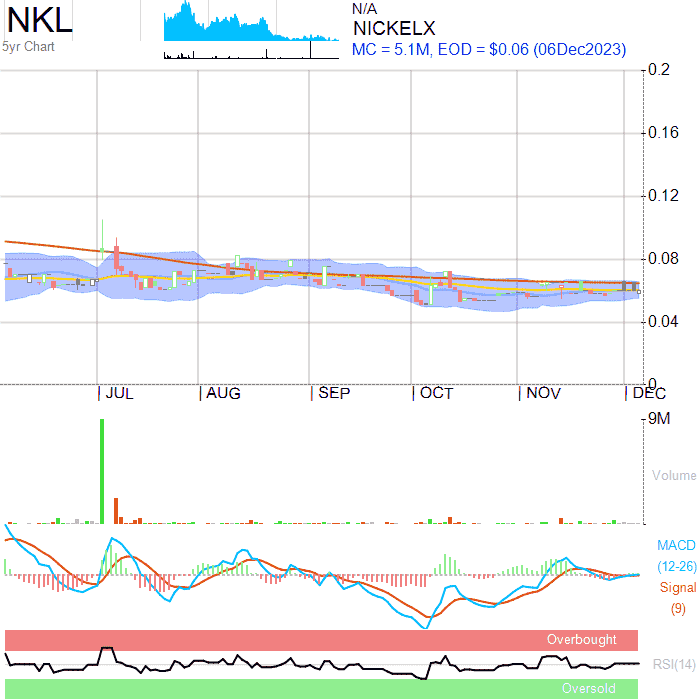 NKL
5yr Chart
N/A
NICKELX
MC = 5.1M, EOD = $0.06 (06Dec2023)
0.2
0.16
0.12
0.08
0.04
0
JUL AUG SEP OCT NOV DEC
9M
Volume
MACD
(12-26)
Signal
(9)
Overbought
RSI(14)
Oversold